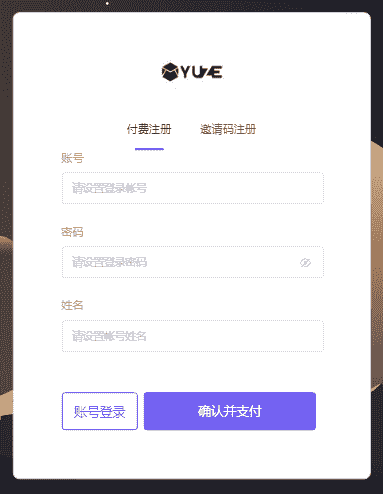 YUZE
付费注册 邀请码注册
账号
请设置登录帐号
密码
请设置登录密码
姓名
请设置帐号姓名
账号登录 确认并支付